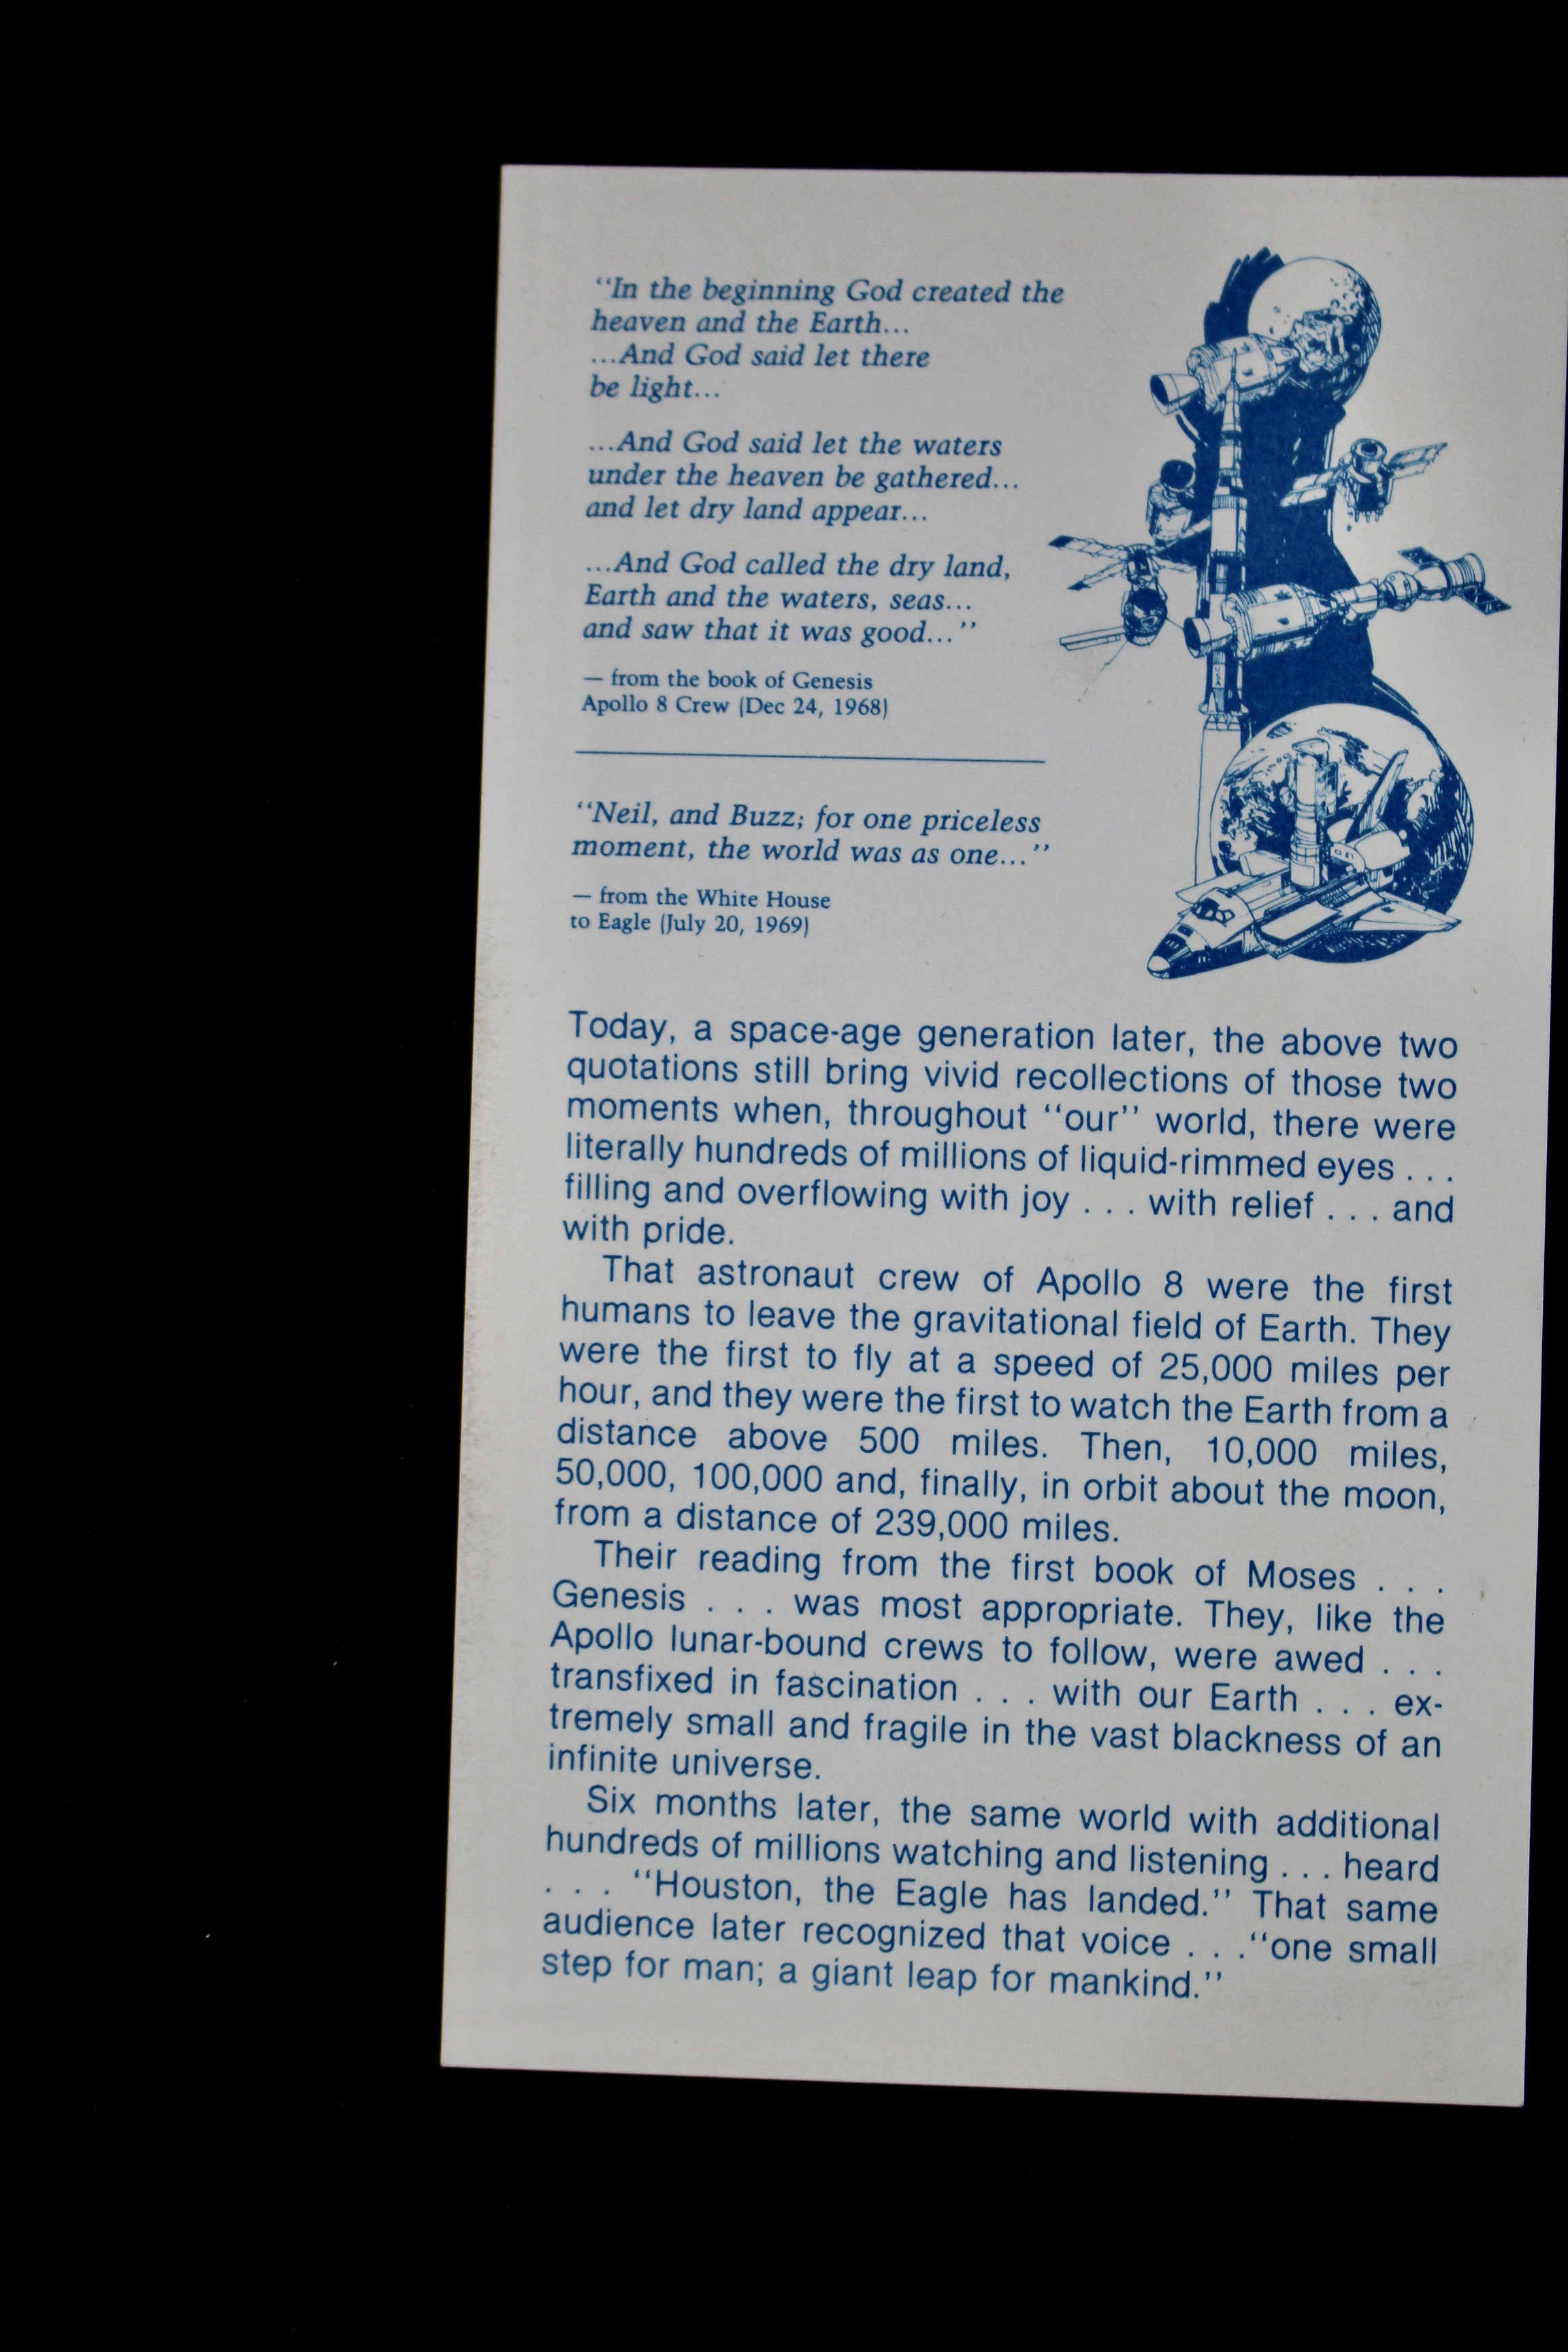 “In the beginning God created the
heaven and the Earth...
...And God said let there
be light...
...And God said let the waters
under the heaven be gathered...
and let dry land appear...
...And God called the dry land,
Earth and the waters, seas...
and saw that it was good...”
— from the book of Genesis
Apollo 8 Crew (Dec 24, 1968)
“Neil, and Buzz; for one priceless
moment, the world was as one...”
— from the White House
to Eagle (July 20, 1969)
USA
Today, a space-age generation later, the above two
quotations still bring vivid recollections of those two
moments when, throughout “our” world, there were
literally hundreds of millions of liquid-rimmed eyes . . .
filling and overflowing with joy . . . with relief . . . and
with pride.
That astronaut crew of Apollo 8 were the first
humans to leave the gravitational field of Earth. They
were the first to fly at a speed of 25,000 miles per
hour, and they were the first to watch the Earth from a
distance above 500 miles. Then, 10,000 miles,
50,000, 100,000 and, finally, in orbit about the moon,
from a distance of 239,000 miles.
Their reading from the first book of Moses . . .
Genesis . . . was most appropriate. They, like the
Apollo lunar-bound crews to follow, were awed . . .
transfixed in fascination . . . with our Earth . . . ex-
tremely small and fragile in the vast blackness of an
infinite universe.
Six months later, the same world with additional
hundreds of millions watching and listening . . . heard
. . . “Houston, the Eagle has landed.” That same
audience later recognized that voice . . .“one small
step for man; a giant leap for mankind.”